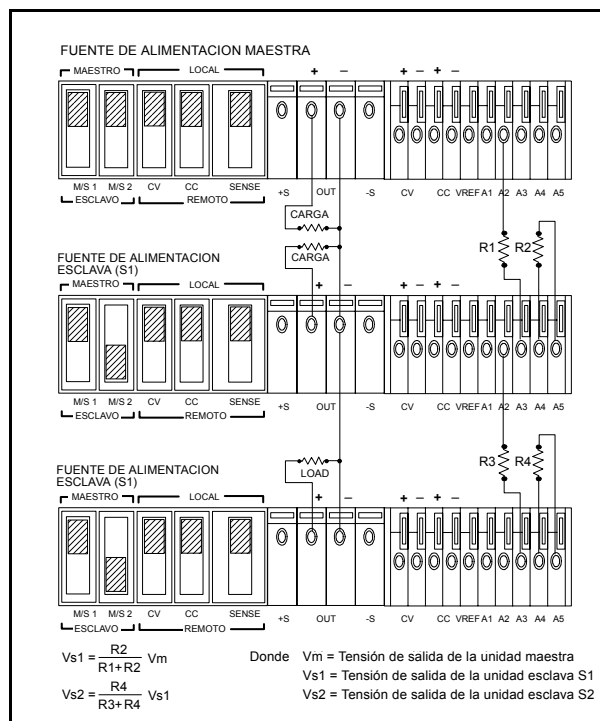 FUENTE DE ALIMENTACION MAESTRA
MAESTRO LOCAL + – + – + –
M/S 1 M/S 2 CV CC SENSE +S OUT -S CV CC VREF A1 A2 A3 A4 A5
ESCLAVO REMOTO
CARGA
CARGA
R1 R2
FUENTE DE ALIMENTACION
ESCLAVA (S1)
MAESTRO LOCAL + – + – + –
M/S 1 M/S 2 CV CC SENSE +S OUT -S CV CC VREF A1 A2 A3 A4 A5
ESCLAVO REMOTO
LOAD
R3 R4
FUENTE DE ALIMENTACION
ESCLAVA (S1)
MAESTRO LOCAL + – + – + –
M/S 1 M/S 2 CV CC SENSE +S OUT -S CV CC VREF A1 A2 A3 A4 A5
ESCLAVO REMOTO
Vs1 = R2 / R1+R2 Vm
Vs2 = R4 / R3+R4 Vs1
Donde Vm = Tensión de salida de la unidad maestra
Vs1 = Tensión de salida de la unidad esclava S1
Vs2 = Tensión de salida de la unidad esclava S2